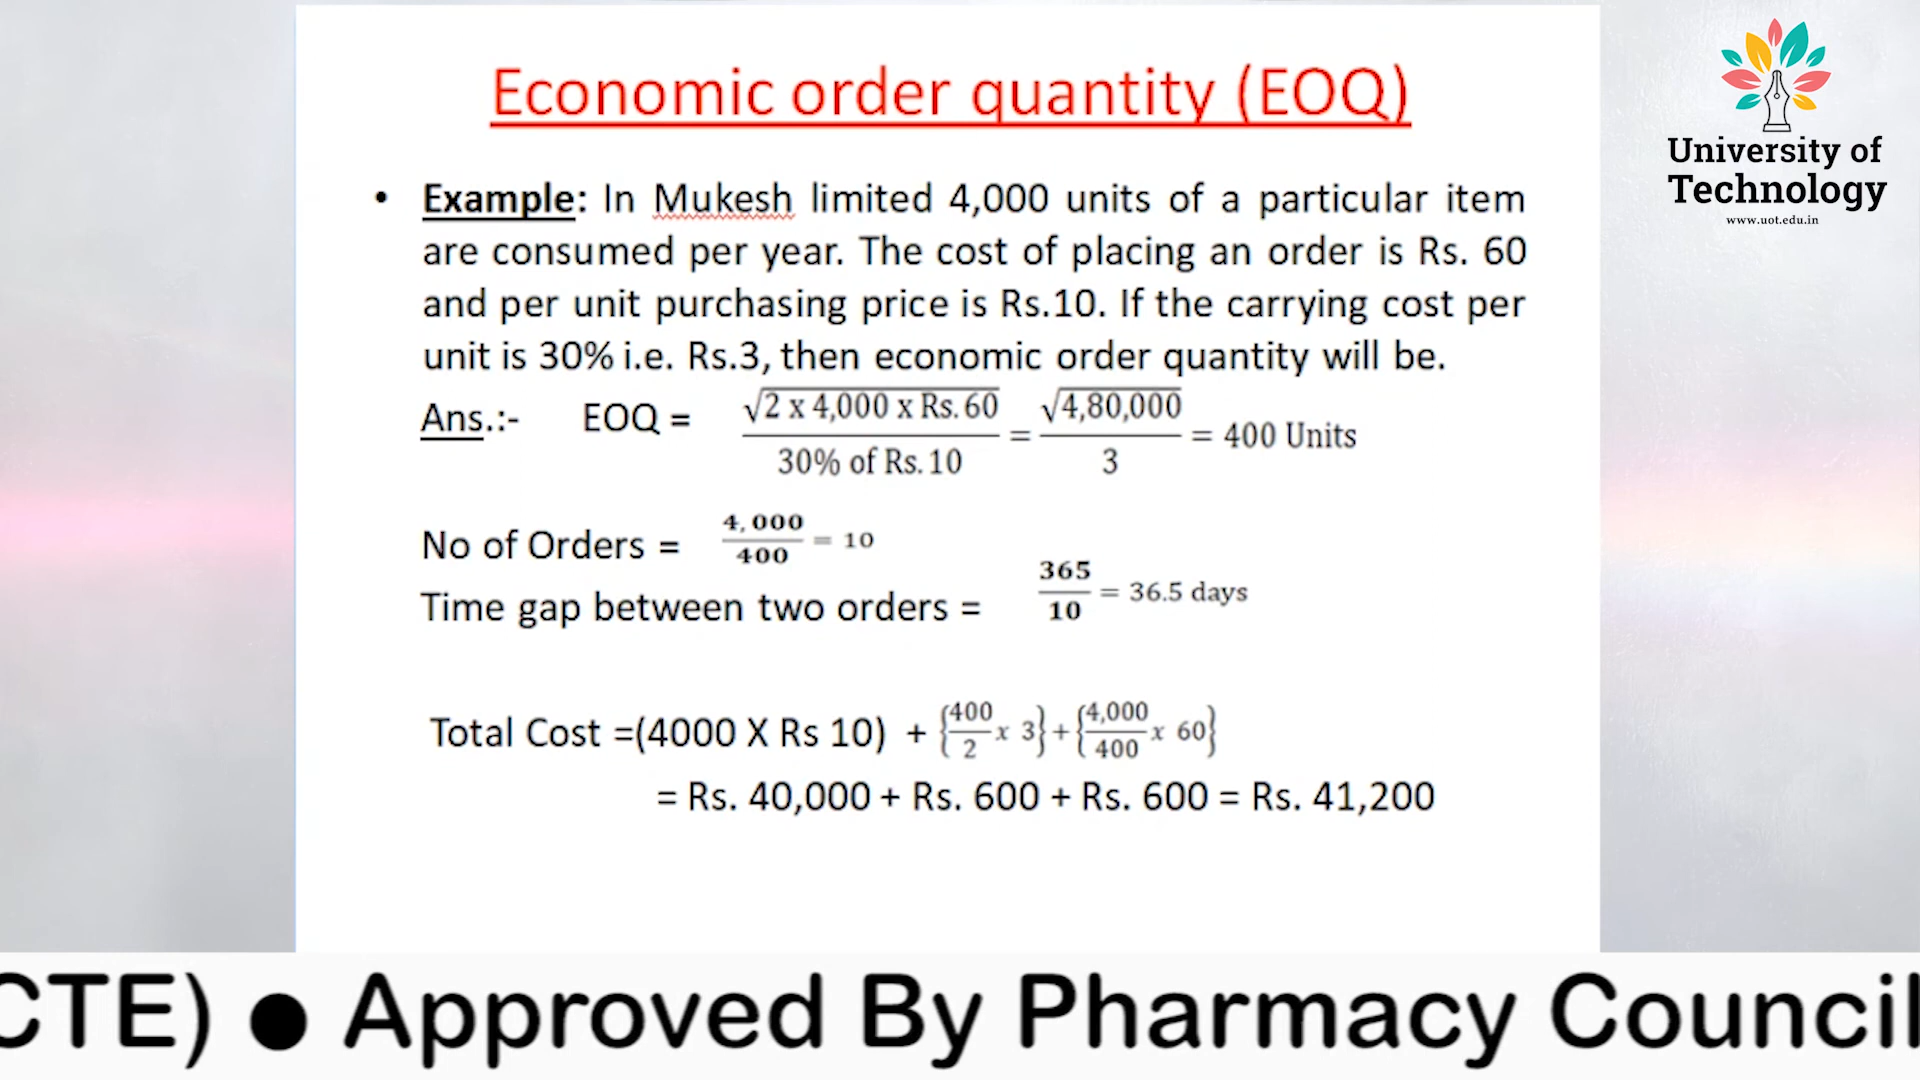 Economic order quantity (EOQ)
University of
Technology
www.uot.edu.in
• Example: In Mukesh limited 4,000 units of a particular item
are consumed per year. The cost of placing an order is Rs. 60
and per unit purchasing price is Rs.10. If the carrying cost per
unit is 30% i.e. Rs.3, then economic order quantity will be.
Ans.:- EOQ = √2 x 4,000 x Rs. 60 / 30% of Rs. 10 = √4,80,000 / 3 = 400 Units
No of Orders = 4,000 / 400 = 10
Time gap between two orders = 365 / 10 = 36.5 days
Total Cost =(4000 X Rs 10) + {400 / 2 x 3} + {4,000 / 400 x 60}
= Rs. 40,000 + Rs. 600 + Rs. 600 = Rs. 41,200
CTE) ● Approved By Pharmacy Council